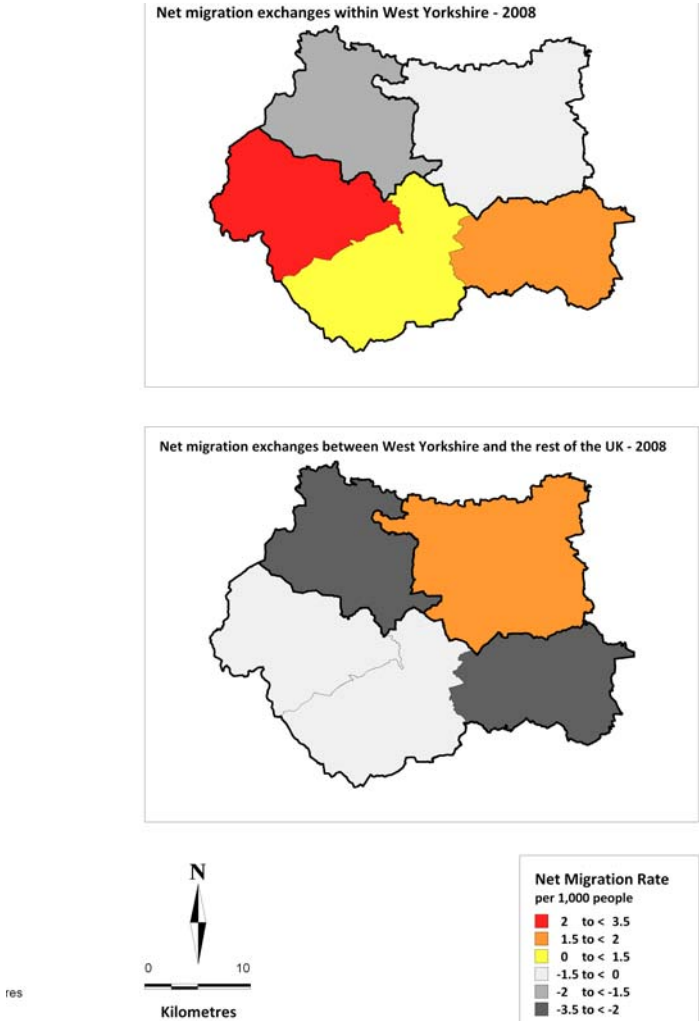 Net migration exchanges within West Yorkshire - 2008
Net migration exchanges between West Yorkshire and the rest of the UK - 2008
N
0 10
Kilometres
res
Net Migration Rate
per 1,000 people
2 to < 3.5
1.5 to < 2
0 to < 1.5
-1.5 to < 0
-2 to < -1.5
-3.5 to < -2